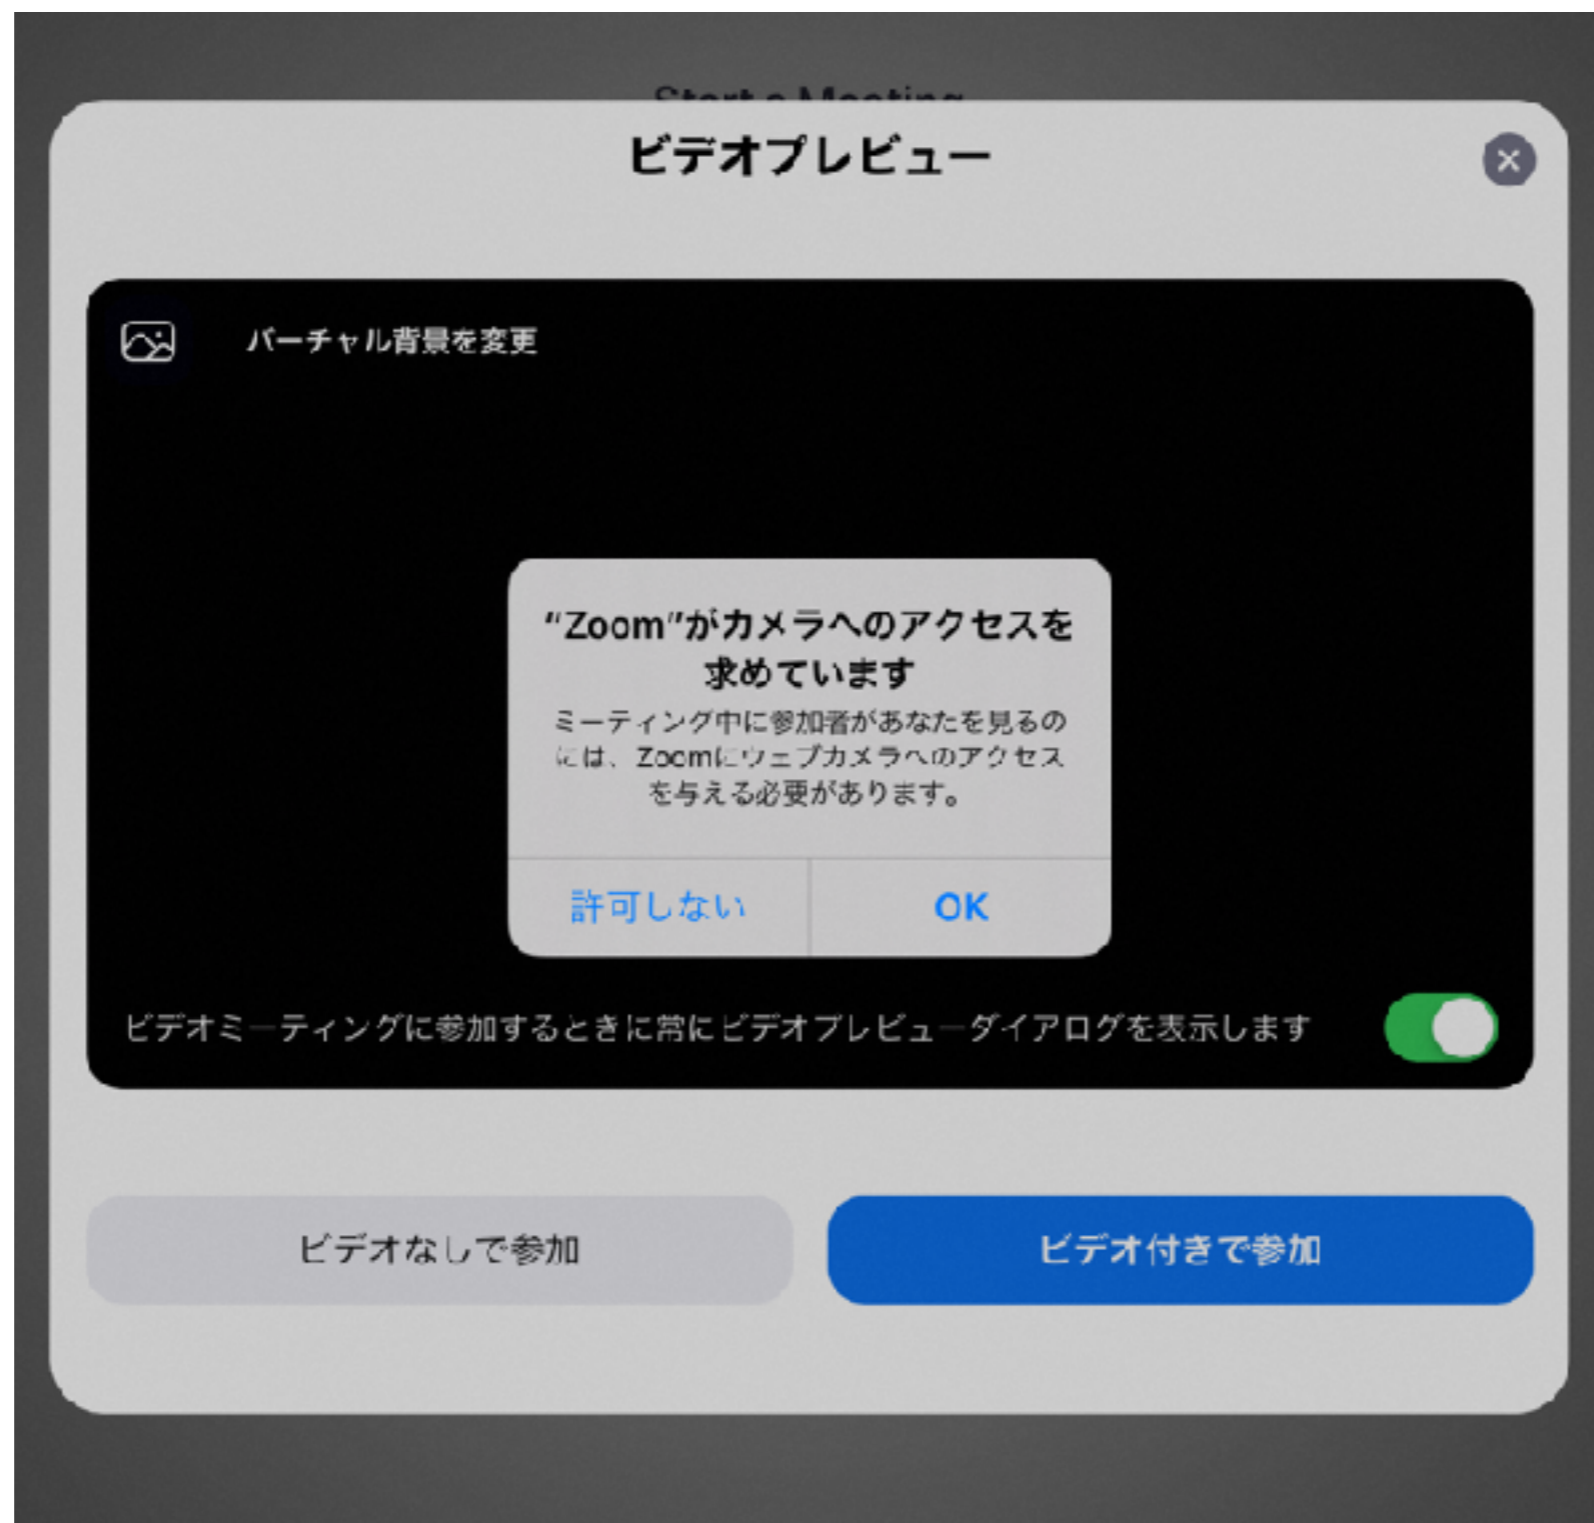 Start a Meeting
ビデオプレビュー
バーチャル背景を変更
“Zoom”がカメラへのアクセスを
求めています
ミーティング中に参加者があなたを見るの
には、Zoomにウェブカメラへのアクセス
を与える必要があります。
許可しない
OK
ビデオミーティングに参加するときに常にビデオプレビューダイアログを表示します
ビデオなしで参加
ビデオ付きで参加